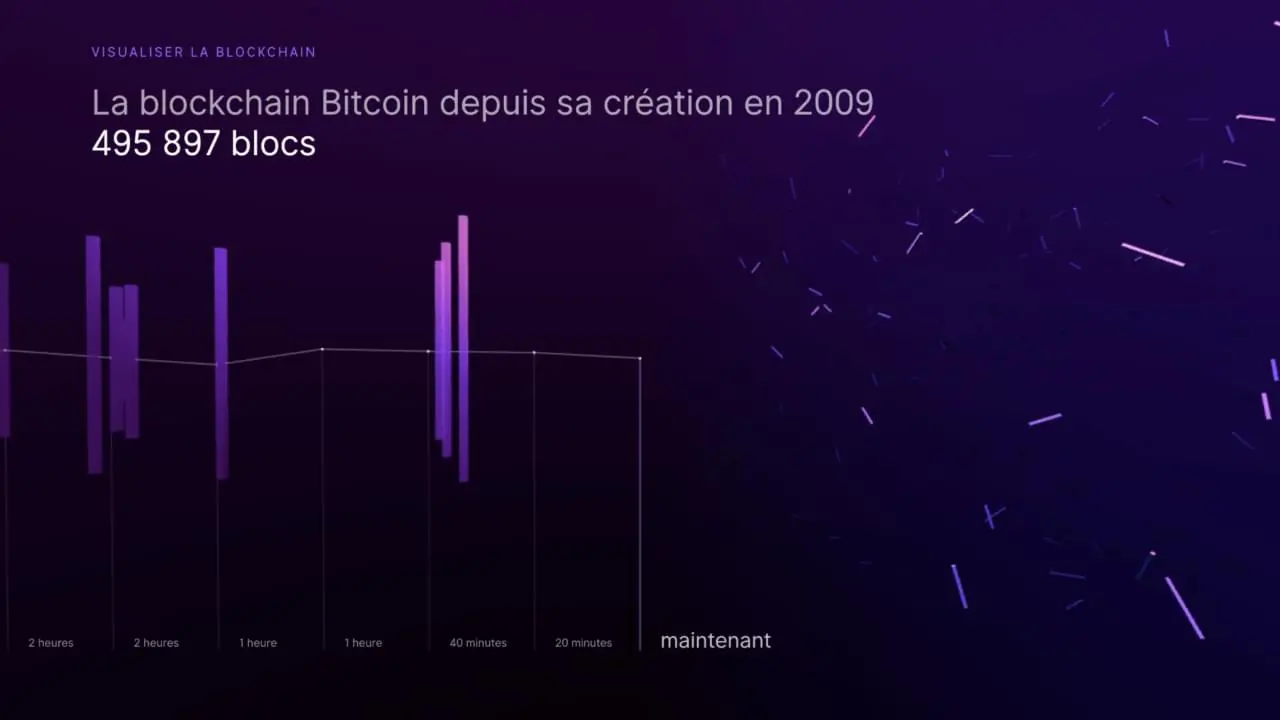 VISUALISER LA BLOCKCHAIN
La blockchain Bitcoin depuis sa création en 2009
495 897 blocs
2 heures
2 heures
1 heure
1 heure
40 minutes
20 minutes
maintenant